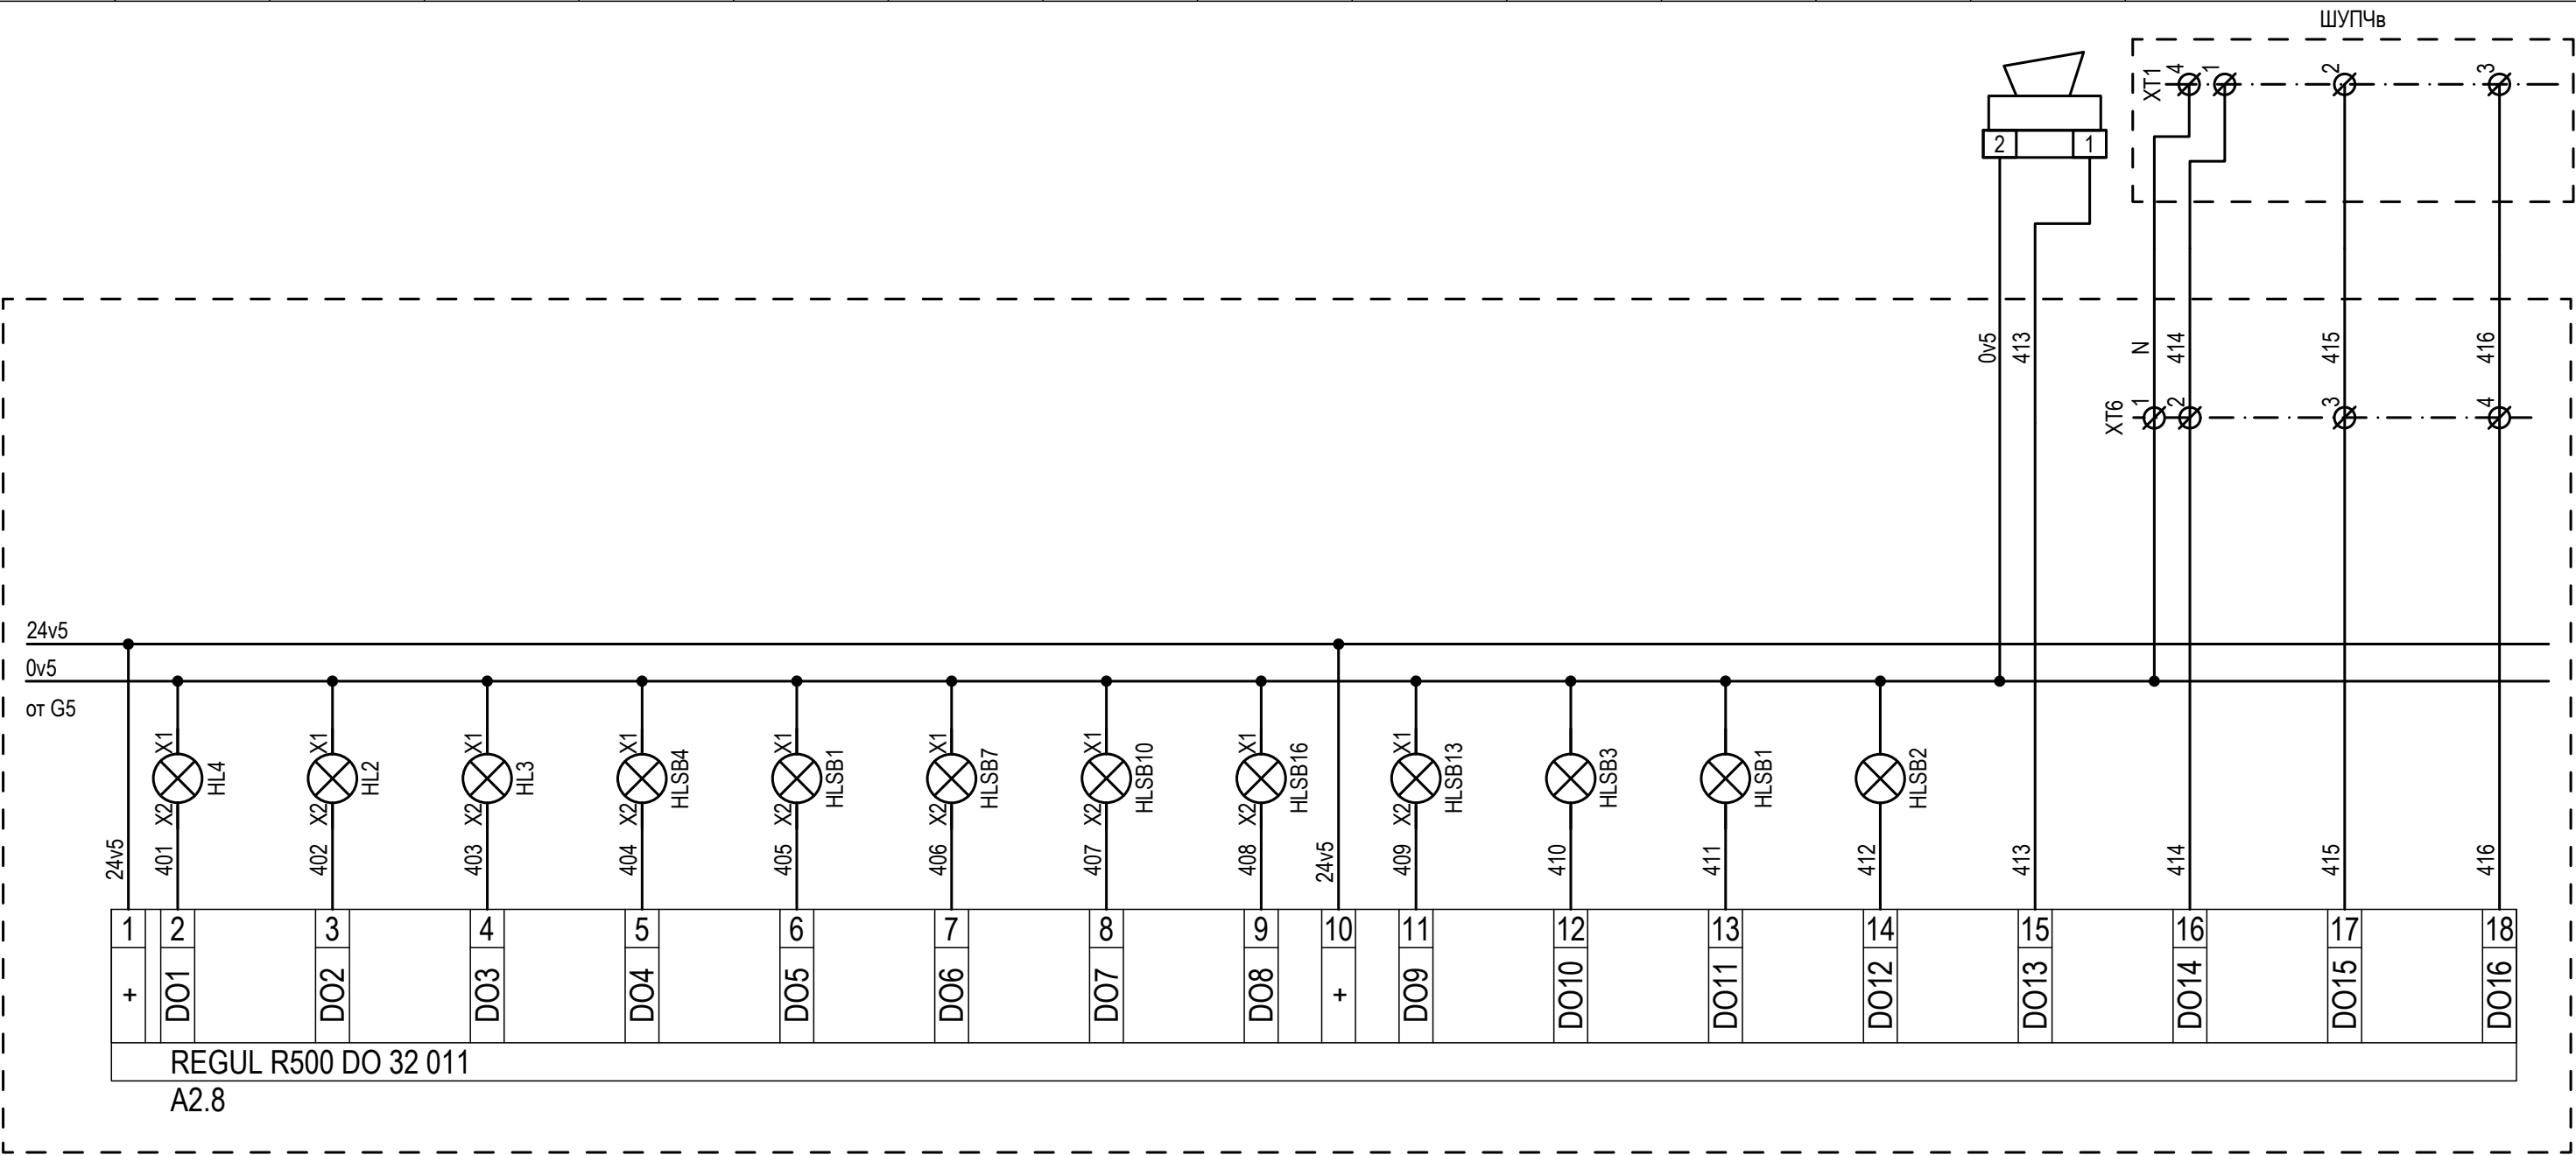 ШУПЧв
XT1 4 1 2 3
2 1
0v5 413 N 414 415 416
XT6 1 2 3 4
24v5
0v5
от G5
X1 X1 X1 X1 X1 X1 X1 X1 X1
HL4 HL2 HL3 HLSB4 HLSB1 HLSB7 HLSB10 HLSB16 HLSB13 HLSB3 HLSB1 HLSB2
X2 X2 X2 X2 X2 X2 X2 X2 X2
24v5 401 402 403 404 405 406 407 408 24v5 409 410 411 412 413 414 415 416
1 2 3 4 5 6 7 8 9 10 11 12 13 14 15 16 17 18
+ DO1 DO2 DO3 DO4 DO5 DO6 DO7 DO8 + DO9 DO10 DO11 DO12 DO13 DO14 DO15 DO16
REGUL R500 DO 32 011
A2.8